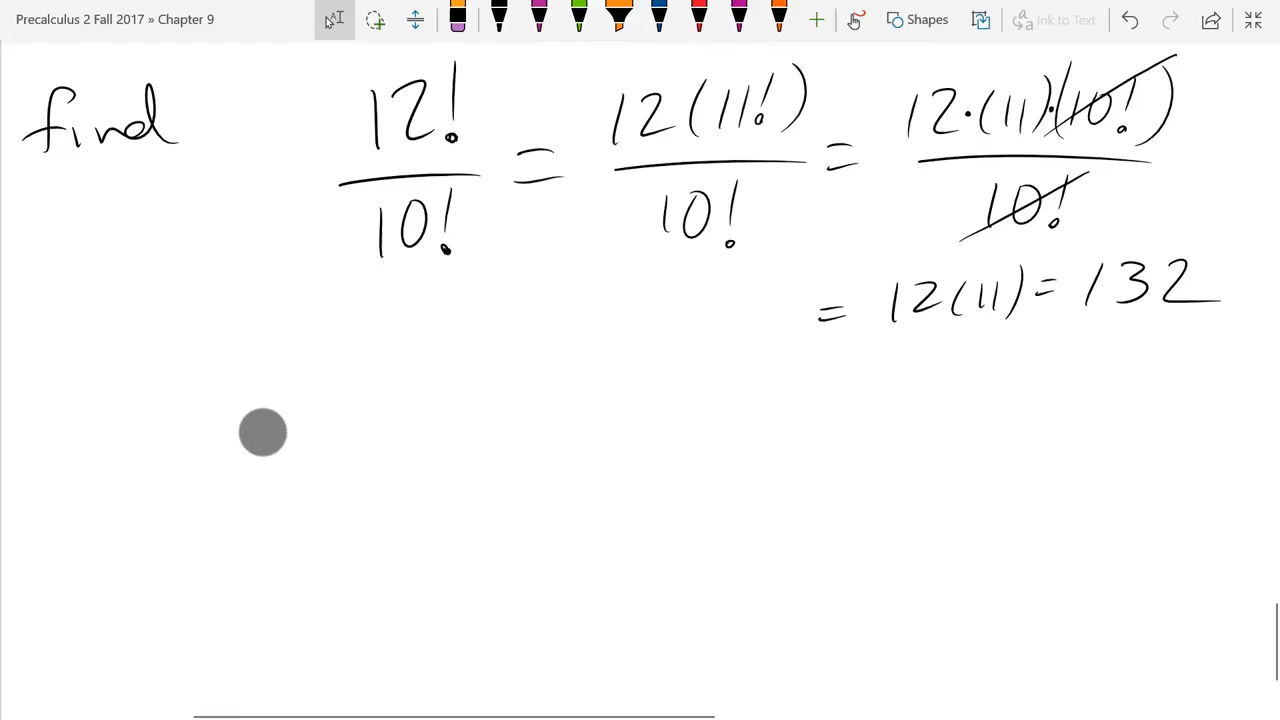 Precalculus 2 Fall 2017 » Chapter 9
Shapes
Ink to Text
find 12!/10! = 12(11!)/10! = 12·(11)·(10!)/10!
= 12(11) = 132